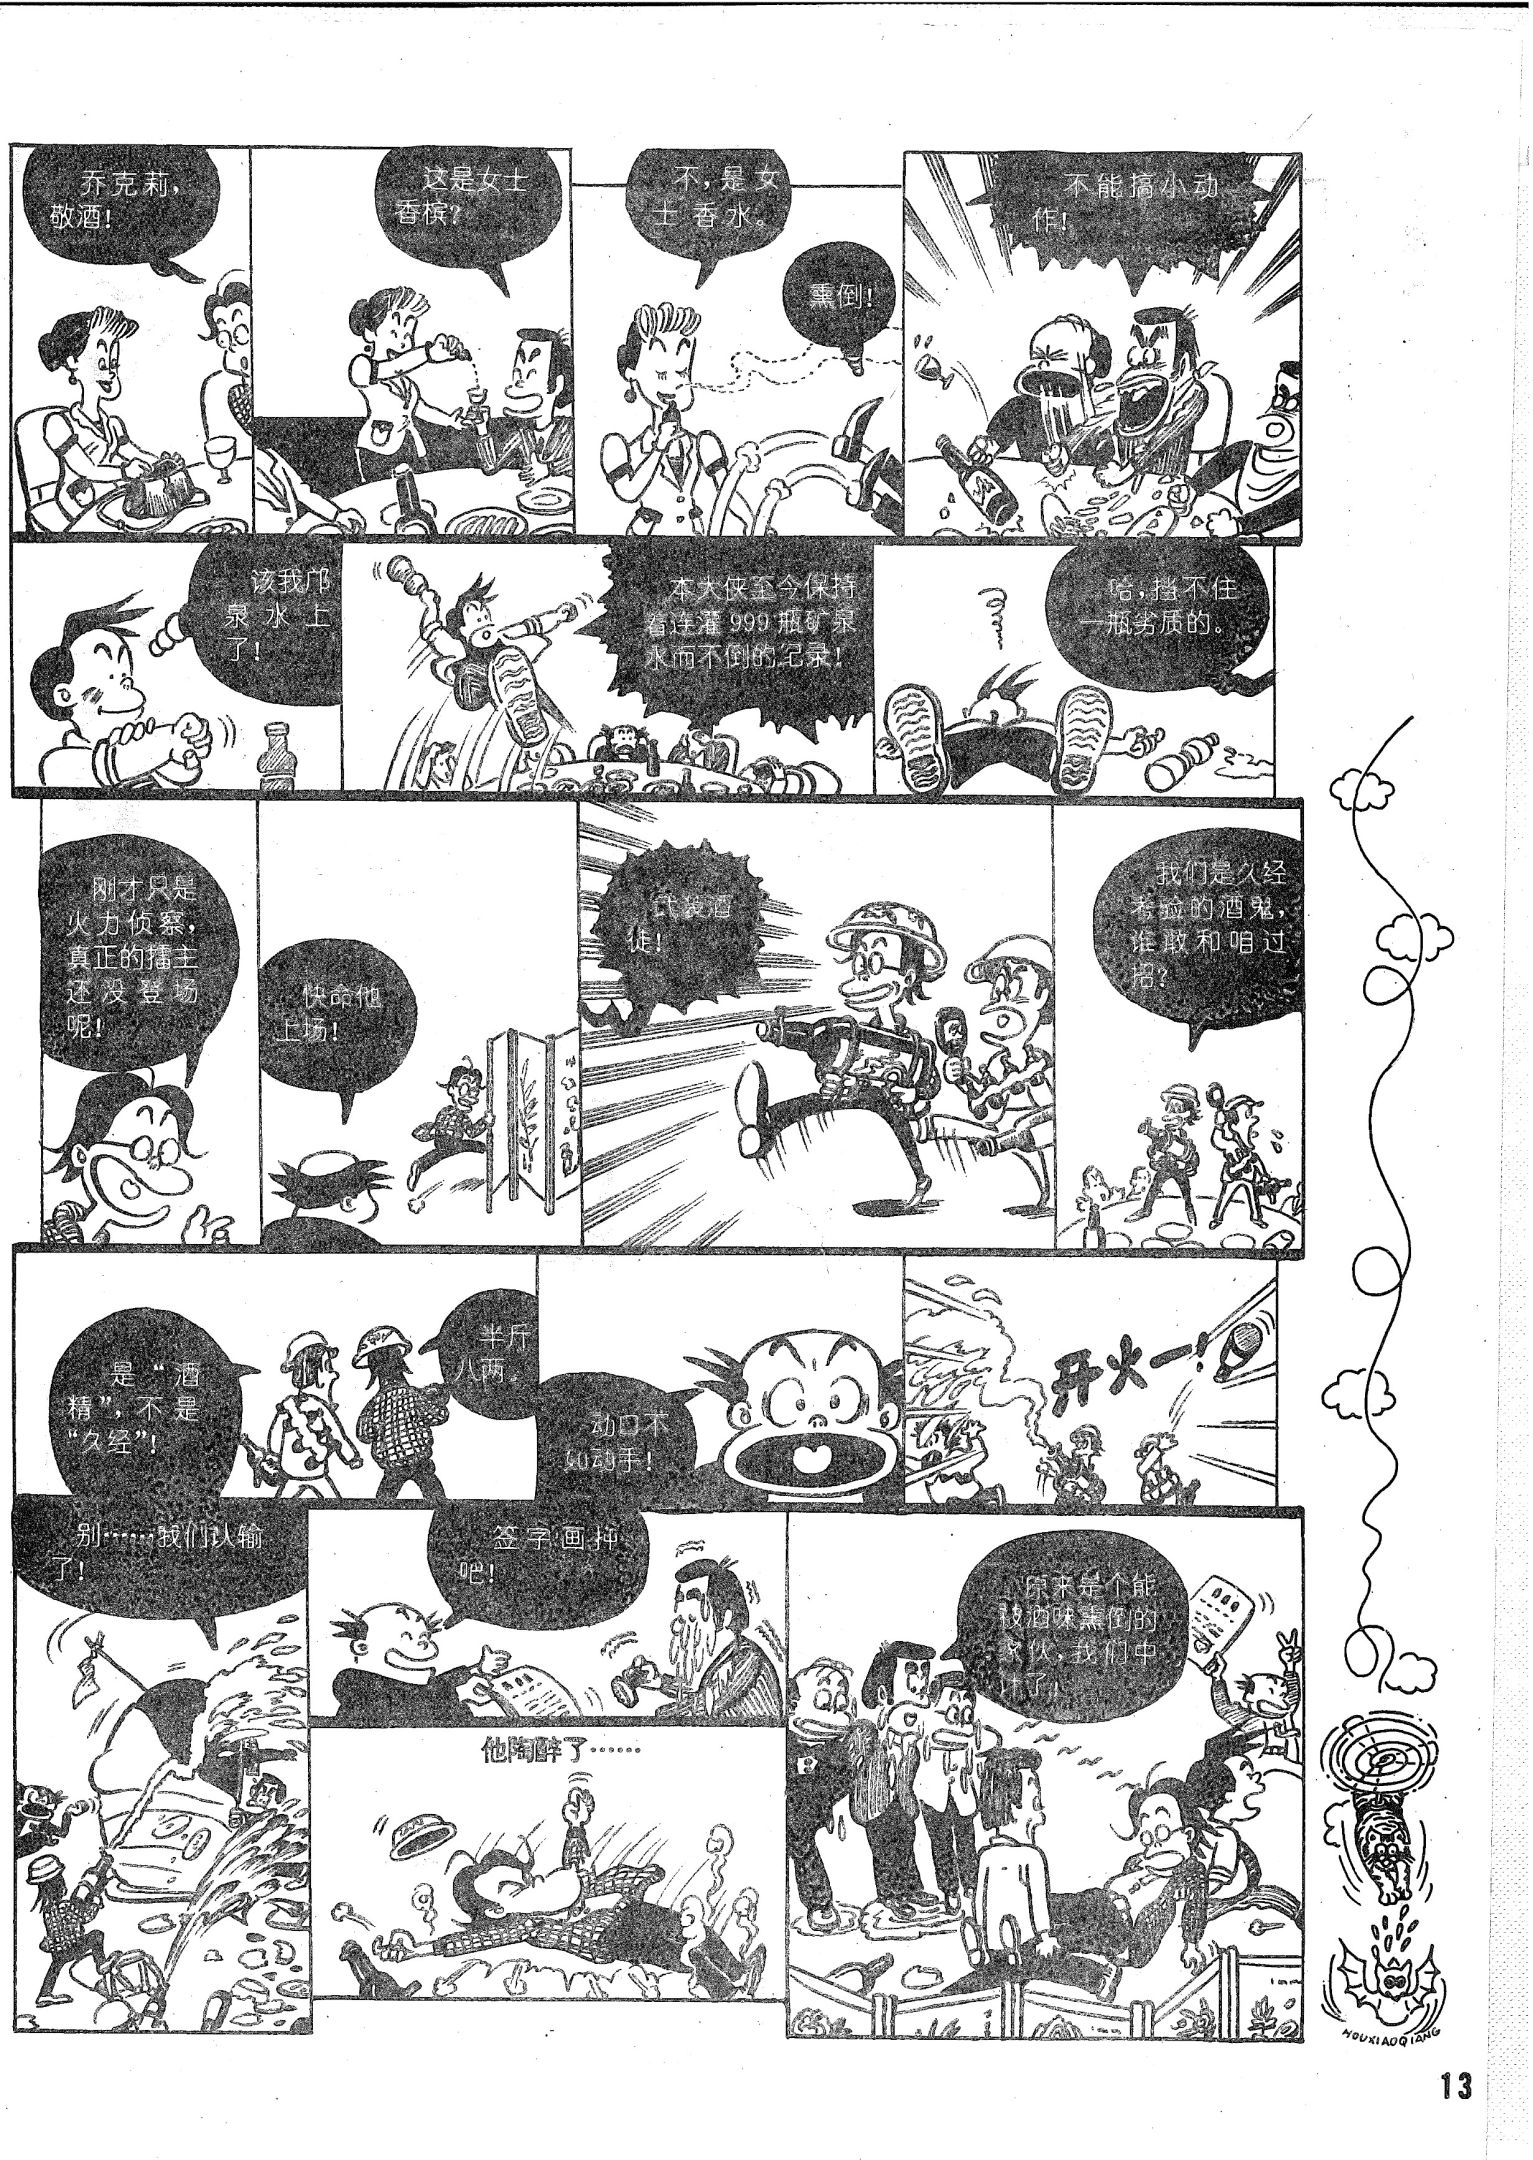 乔克莉，
敬酒！
这是女士
香槟？
不，是女
士香水。
熏倒！
不能搞小动
作！
该我邝
泉水上
了！
本大侠至今保持
着连灌999瓶矿泉
水而不倒的记录！
哈，挡不住
一瓶劣质的。
刚才只是
火力侦察，
真正的擂主
还没登场
呢！
快命他
上场！
武装酒
徒！
我们是久经
考验的酒鬼，
谁敢和咱过
招？
是“酒
精”，不是
“久经”！
半斤
八两。
动口不
如动手！
开火—！
别……我们认输
了！
签字画押
吧！
他陶醉了……
原来是个能
被酒味熏倒的
家伙，我们中
计了，
HOUXIAOQIANG
13